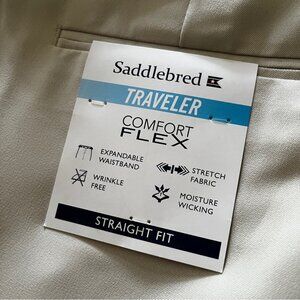 Saddlebred
TRAVELER
COMFORT
FLEX
EXPANDABLE
WAISTBAND
STRETCH
FABRIC
WRINKLE
FREE
MOISTURE
WICKING
STRAIGHT FIT